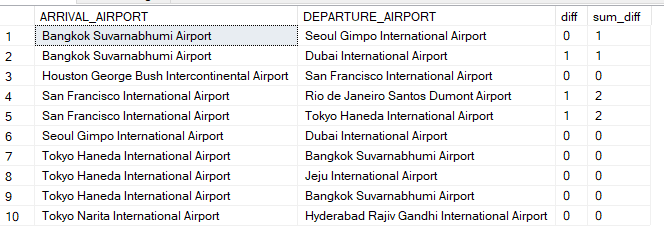 ARRIVAL_AIRPORT DEPARTURE_AIRPORT diff sum_diff
1 Bangkok Suvarnabhumi Airport Seoul Gimpo International Airport 0 1
2 Bangkok Suvarnabhumi Airport Dubai International Airport 1 1
3 Houston George Bush Intercontinental Airport San Francisco International Airport 0 0
4 San Francisco International Airport Rio de Janeiro Santos Dumont Airport 1 2
5 San Francisco International Airport Tokyo Haneda International Airport 1 2
6 Seoul Gimpo International Airport Dubai International Airport 0 0
7 Tokyo Haneda International Airport Bangkok Suvarnabhumi Airport 0 0
8 Tokyo Haneda International Airport Jeju International Airport 0 0
9 Tokyo Haneda International Airport Bangkok Suvarnabhumi Airport 0 0
10 Tokyo Narita International Airport Hyderabad Rajiv Gandhi International Airport 0 0